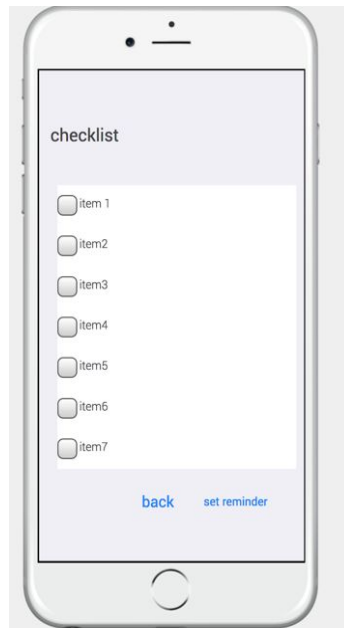 checklist
item 1
item2
item3
item4
item5
item6
item7
back set reminder